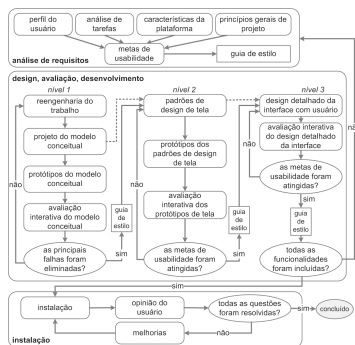 perfil do
usuário
análise de
tarefas
características da
plataforma
princípios gerais de
projeto
metas de
usabilidade
guia de estilo
análise de requisitos
design, avaliação, desenvolvimento
nível 1
nível 2
nível 3
reengenharia do
trabalho
projeto do modelo
conceitual
protótipos do modelo
conceitual
avaliação
interativa do modelo
conceitual
as principais
falhas foram
eliminadas?
não
sim
guia
de
estilo
padrões de
design de tela
protótipos dos
padrões de design
de tela
avaliação
interativa dos
protótipos de tela
as metas de
usabilidade foram
atingidas?
não
sim
guia
de
estilo
design detalhado da
interface com usuário
avaliação interativa
do design detalhado
da interface
as metas de
usabilidade foram
atingidas?
não
sim
guia
de
estilo
todas as
funcionalidades
foram incluídas?
não
sim
instalação
opinião do
usuário
todas as questões
foram resolvidas?
sim
concluído
não
melhorias
instalação